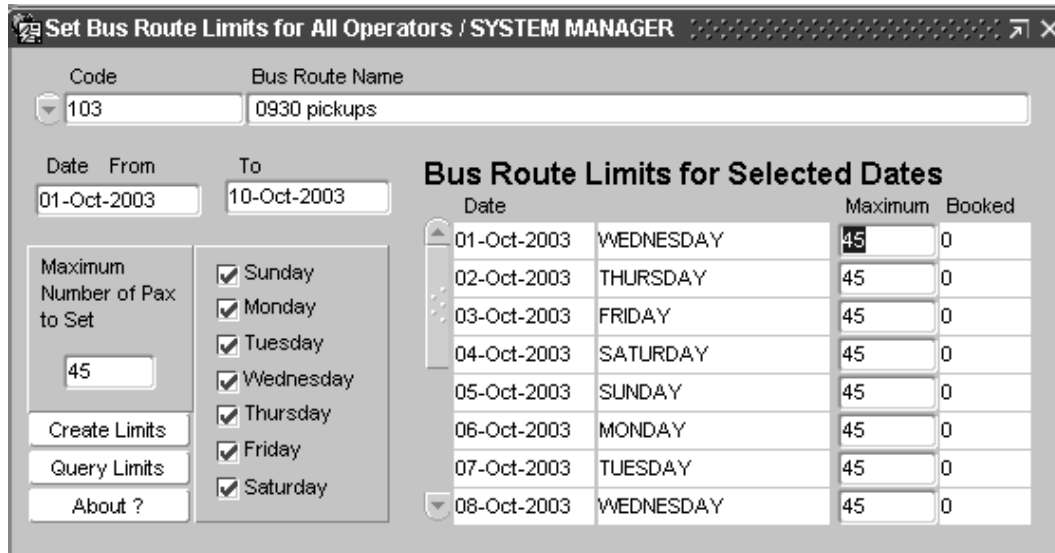 Set Bus Route Limits for All Operators / SYSTEM MANAGER
Code Bus Route Name
103 0930 pickups
Date From To
01-Oct-2003 10-Oct-2003
Maximum
Number of Pax
to Set
45
Create Limits
Query Limits
About ?
Sunday
Monday
Tuesday
Wednesday
Thursday
Friday
Saturday
Bus Route Limits for Selected Dates
Date Maximum Booked
01-Oct-2003 WEDNESDAY 45 0
02-Oct-2003 THURSDAY 45 0
03-Oct-2003 FRIDAY 45 0
04-Oct-2003 SATURDAY 45 0
05-Oct-2003 SUNDAY 45 0
06-Oct-2003 MONDAY 45 0
07-Oct-2003 TUESDAY 45 0
08-Oct-2003 WEDNESDAY 45 0